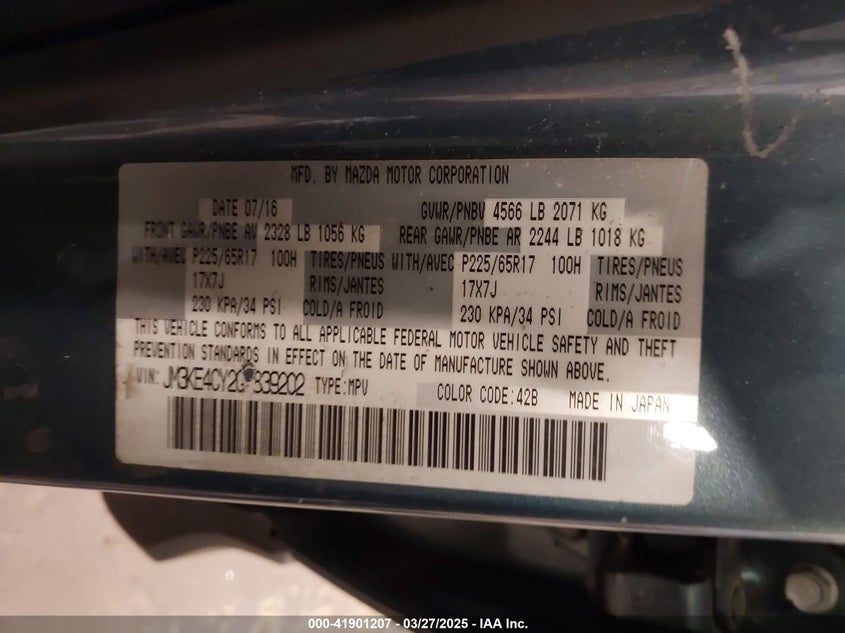 MFD. BY MAZDA MOTOR CORPORATION
DATE 07/16 GVWR/PNBV 4566 LB 2071 KG
FRONT GAWR/PNBE AV 2328 LB 1056 KG REAR GAWR/PNBE AR 2244 LB 1018 KG
WITH/AVEC P225/65R17 100H TIRES/PNEUS WITH/AVEC P225/65R17 100H TIRES/PNEUS
17X7J RIMS/JANTES 17X7J RIMS/JANTES
230 KPA/34 PSI COLD/A FROID 230 KPA/34 PSI COLD/A FROID
THIS VEHICLE CONFORMS TO ALL APPLICABLE FEDERAL MOTOR VEHICLE SAFETY AND THEFT
PREVENTION STANDARDS IN EFFECT ON THE DATE OF MANUFACTURE SHOWN ABOVE.
VIN: JM3KE4CY2G 839202 TYPE:MPV COLOR CODE:42B MADE IN JAPAN
000-41901207 - 03/27/2025 - IAA Inc.